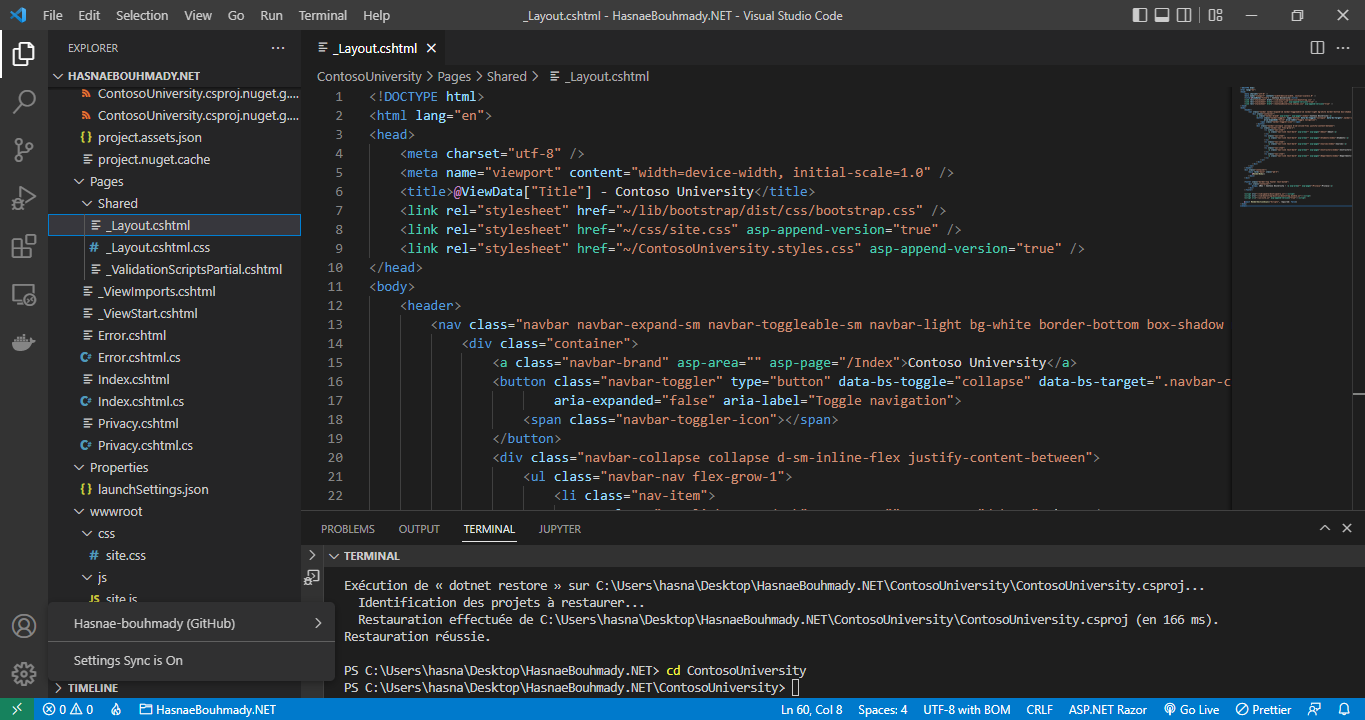 File Edit Selection View Go Run Terminal Help
_Layout.cshtml - HasnaeBouhmady.NET - Visual Studio Code
EXPLORER
HASNAEBOUHMADY.NET
ContosoUniversity.csproj.nuget.g....
ContosoUniversity.csproj.nuget.g....
{} project.assets.json
project.nuget.cache
Pages
Shared
_Layout.cshtml
# _Layout.cshtml.css
_ValidationScriptsPartial.cshtml
_ViewImports.cshtml
_ViewStart.cshtml
Error.cshtml
C# Error.cshtml.cs
Index.cshtml
C# Index.cshtml.cs
Privacy.cshtml
C# Privacy.cshtml.cs
Properties
{} launchSettings.json
wwwroot
css
# site.css
js
JS site.js
Hasnae-bouhmady (GitHub)
Settings Sync is On
TIMELINE
_Layout.cshtml
ContosoUniversity > Pages > Shared > _Layout.cshtml
1 <!DOCTYPE html>
2 <html lang="en">
3 <head>
4 <meta charset="utf-8" />
5 <meta name="viewport" content="width=device-width, initial-scale=1.0" />
6 <title>@ViewData["Title"] - Contoso University</title>
7 <link rel="stylesheet" href="~/lib/bootstrap/dist/css/bootstrap.css" />
8 <link rel="stylesheet" href="~/css/site.css" asp-append-version="true" />
9 <link rel="stylesheet" href="~/ContosoUniversity.styles.css" asp-append-version="true" />
10 </head>
11 <body>
12 <header>
13 <nav class="navbar navbar-expand-sm navbar-toggleable-sm navbar-light bg-white border-bottom box-shadow
14 <div class="container">
15 <a class="navbar-brand" asp-area="" asp-page="/Index">Contoso University</a>
16 <button class="navbar-toggler" type="button" data-bs-toggle="collapse" data-bs-target=".navbar-c
17 aria-expanded="false" aria-label="Toggle navigation">
18 <span class="navbar-toggler-icon"></span>
19 </button>
20 <div class="navbar-collapse collapse d-sm-inline-flex justify-content-between">
21 <ul class="navbar-nav flex-grow-1">
22 <li class="nav-item">
PROBLEMS OUTPUT TERMINAL JUPYTER
TERMINAL
Exécution de « dotnet restore » sur C:\Users\hasna\Desktop\HasnaeBouhmady.NET\ContosoUniversity\ContosoUniversity.csproj...
Identification des projets à restaurer...
Restauration effectuée de C:\Users\hasna\Desktop\HasnaeBouhmady.NET\ContosoUniversity\ContosoUniversity.csproj (en 166 ms).
Restauration réussie.
PS C:\Users\hasna\Desktop\HasnaeBouhmady.NET> cd ContosoUniversity
PS C:\Users\hasna\Desktop\HasnaeBouhmady.NET\ContosoUniversity>
0 0 HasnaeBouhmady.NET Ln 60, Col 8 Spaces: 4 UTF-8 with BOM CRLF ASP.NET Razor Go Live Prettier